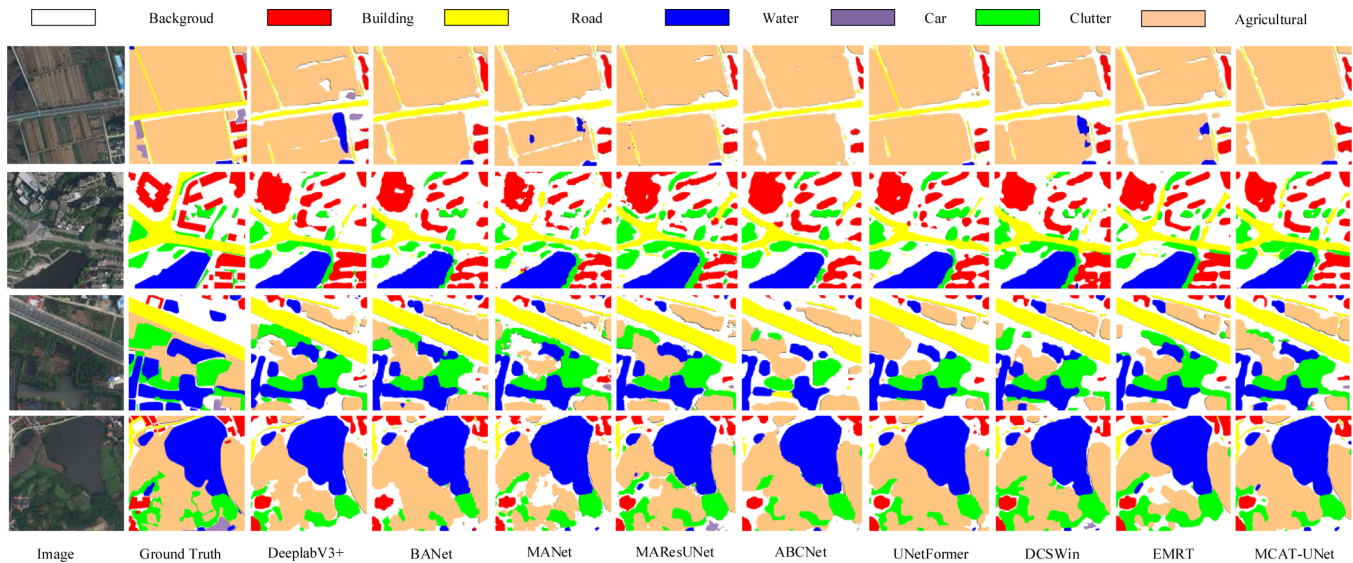 Backgroud Building Road Water Car Clutter Agricultural
Image Ground Truth DeeplabV3+ BANet MANet MAResUNet ABCNet UNetFormer DCSWin EMRT MCAT-UNet